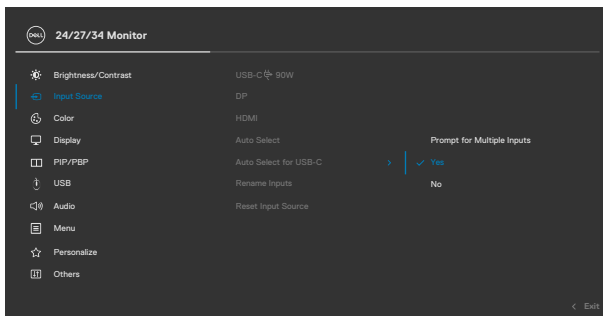 DELL 24/27/34 Monitor
Brightness/Contrast
Input Source
Color
Display
PIP/PBP
USB
Audio
Menu
Personalize
Others
USB-C 90W
DP
HDMI
Auto Select
Auto Select for USB-C
Rename Inputs
Reset Input Source
Prompt for Multiple Inputs
Yes
No
Exit